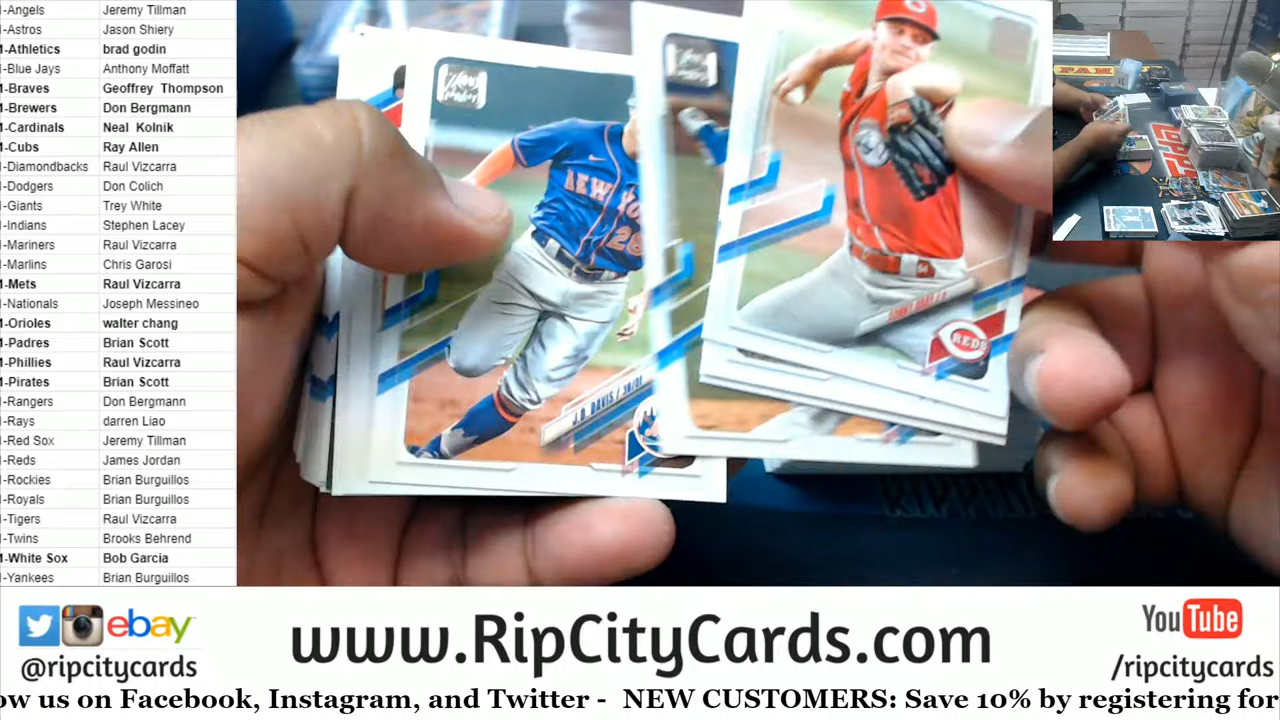 -Angels Jeremy Tillman
-Astros Jason Shiery
-Athletics brad godin
-Blue Jays Anthony Moffatt
-Braves Geoffrey Thompson
-Brewers Don Bergmann
-Cardinals Neal Kolnik
-Cubs Ray Allen
-Diamondbacks Raul Vizcarra
-Dodgers Don Colich
-Giants Trey White
-Indians Stephen Lacey
-Mariners Raul Vizcarra
-Marlins Chris Garosi
-Mets Raul Vizcarra
-Nationals Joseph Messineo
-Orioles walter chang
-Padres Brian Scott
-Phillies Raul Vizcarra
-Pirates Brian Scott
-Rangers Don Bergmann
-Rays darren Liao
-Red Sox Jeremy Tillman
-Reds James Jordan
-Rockies Brian Burguillos
-Royals Brian Burguillos
-Tigers Raul Vizcarra
-Twins Brooks Behrend
-White Sox Bob Garcia
-Yankees Brian Burguillos
28
J.D. DAVIS
REDS
ebay
@ripcitycards
www.RipCityCards.com
YouTube
/ripcitycards
ow us on Facebook, Instagram, and Twitter - NEW CUSTOMERS: Save 10% by registering for